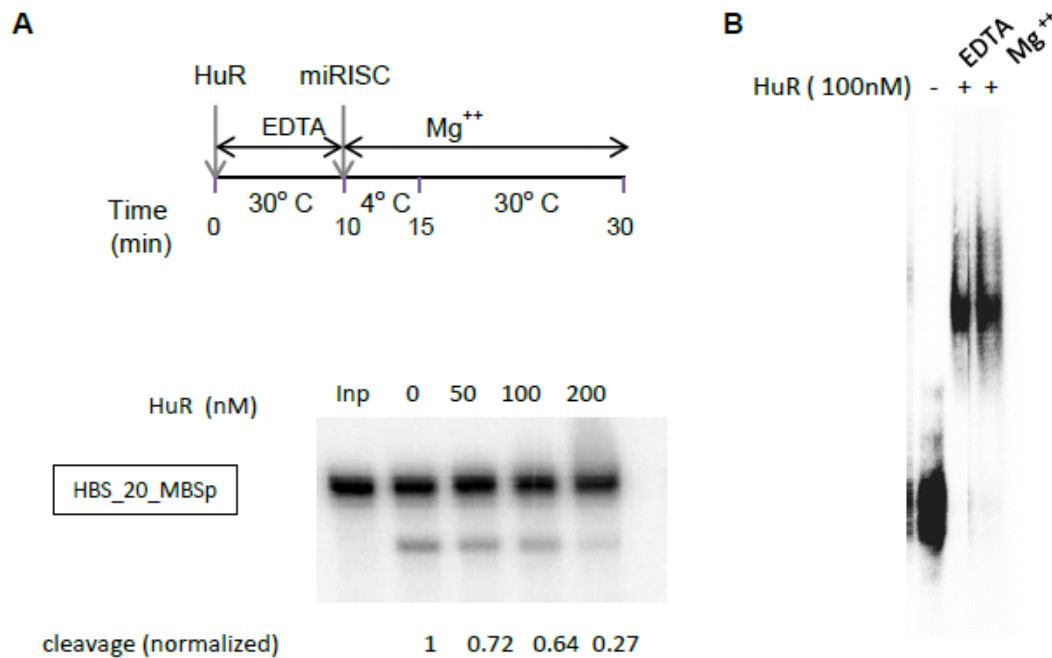 A
HuR miRISC
EDTA Mg++
30° C 4° C 30° C
Time (min) 0 10 15 30
HuR (nM) Inp 0 50 100 200
HBS_20_MBSp
cleavage (normalized) 1 0.72 0.64 0.27
B
EDTA Mg++
HuR ( 100nM) - + +